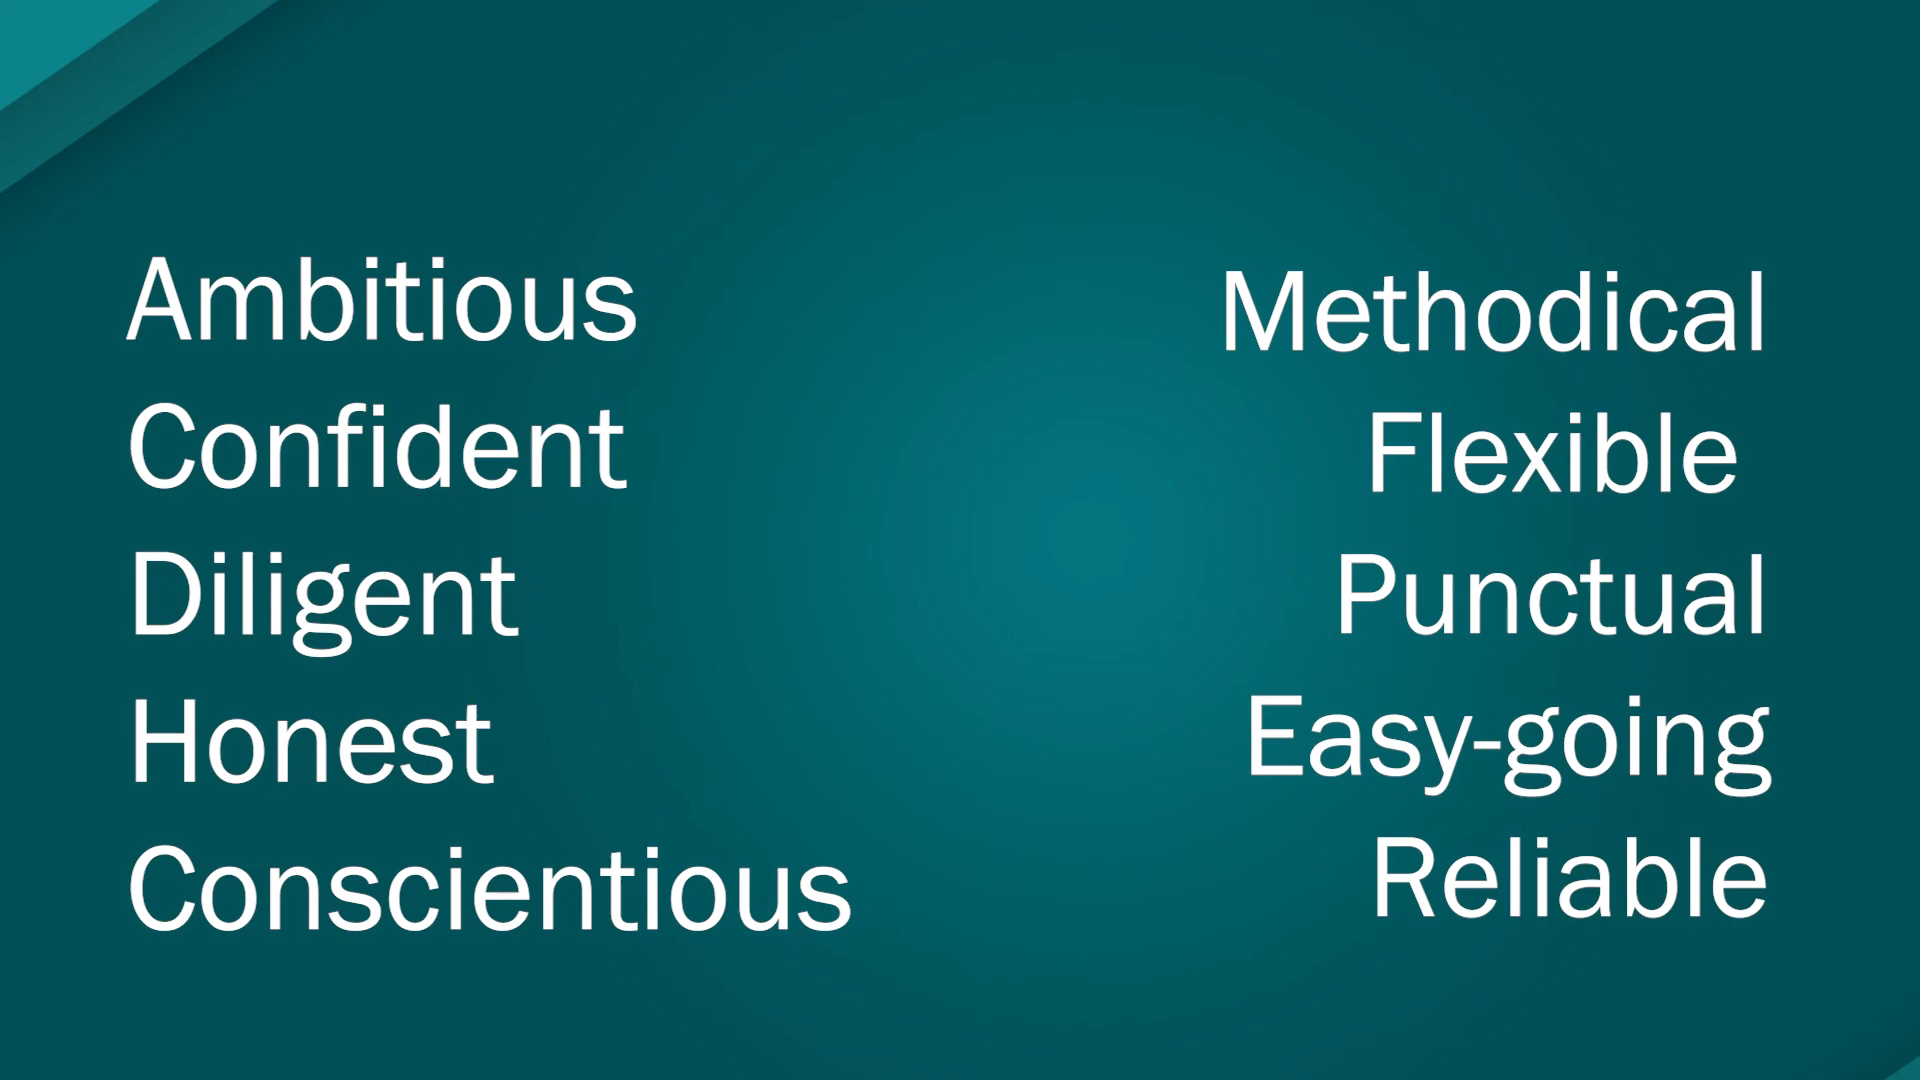 Ambitious
Confident
Diligent
Honest
Conscientious
Methodical
Flexible
Punctual
Easy-going
Reliable